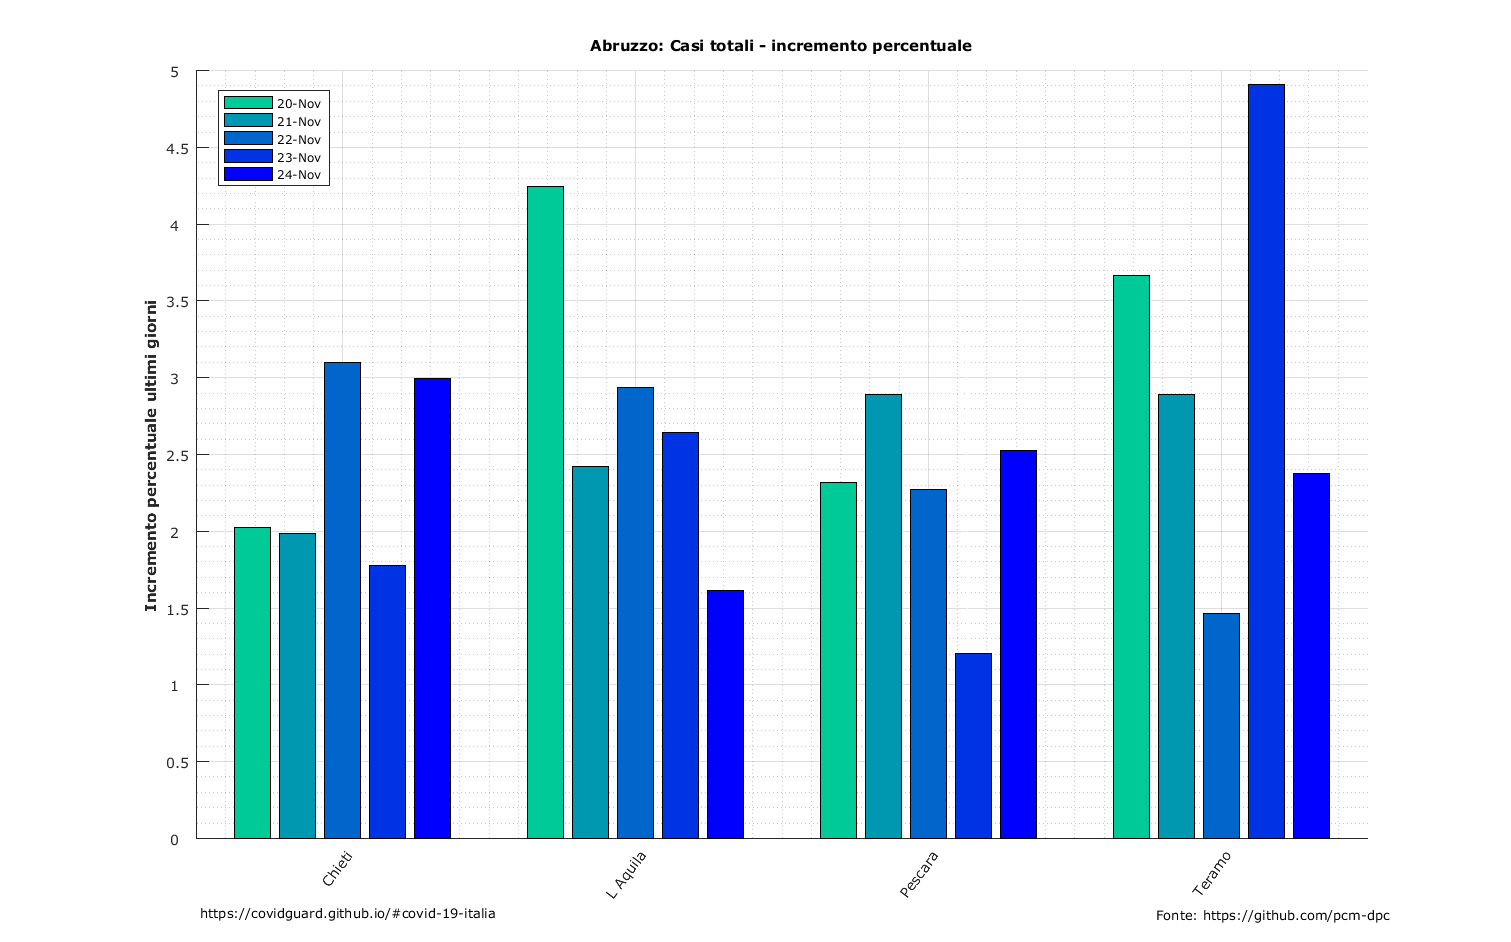 Abruzzo: Casi totali - incremento percentuale
5
4.5
4
3.5
3
2.5
2
1.5
1
0.5
0
Incremento percentuale ultimi giorni
20-Nov
21-Nov
22-Nov
23-Nov
24-Nov
Chieti
L Aquila
Pescara
Teramo
https://covidguard.github.io/#covid-19-italia
Fonte: https://github.com/pcm-dpc